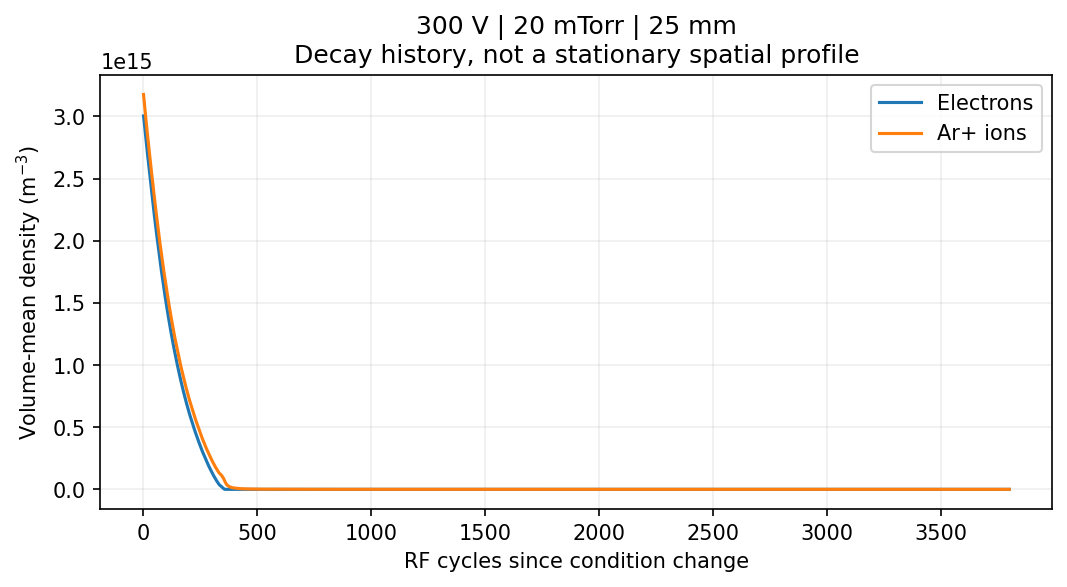 300 V | 20 mTorr | 25 mm
Decay history, not a stationary spatial profile
1e15
Electrons
Ar+ ions
3.0
2.5
2.0
1.5
1.0
0.5
0.0
Volume-mean density (m⁻³)
0 500 1000 1500 2000 2500 3000 3500
RF cycles since condition change